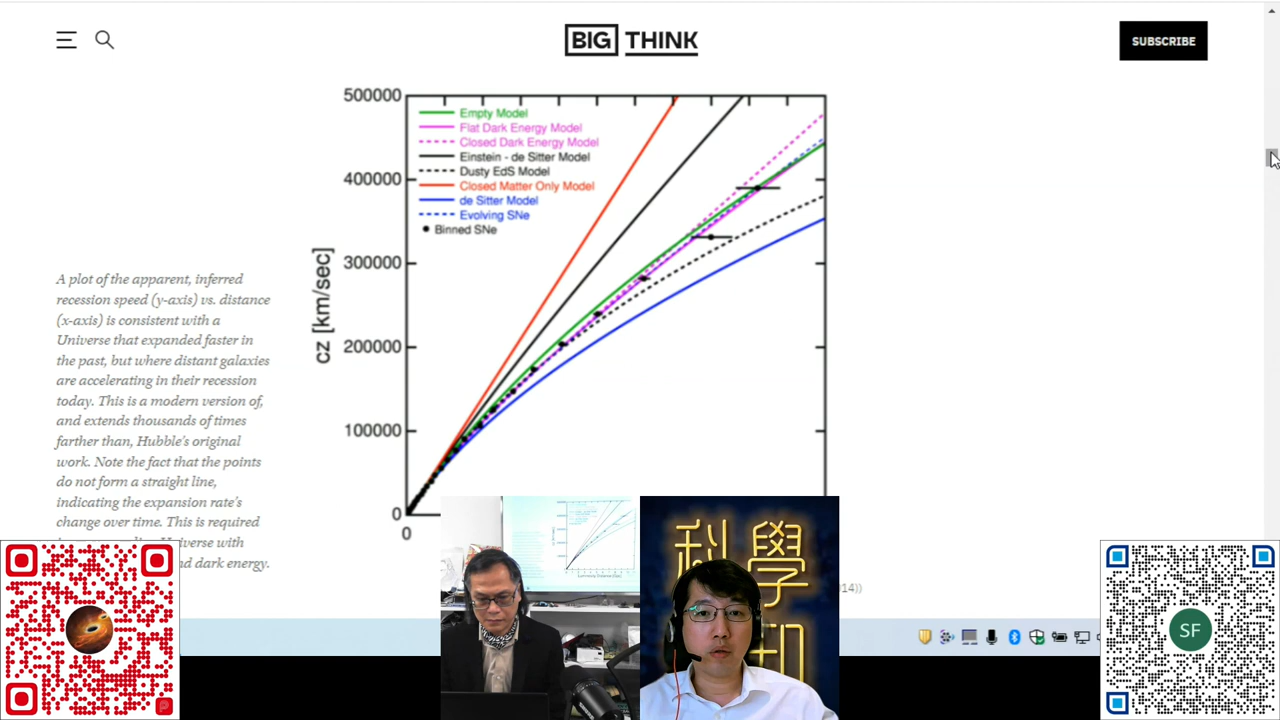 BIG THINK
SUBSCRIBE
500000
400000
300000
200000
100000
0
0
cz [km/sec]
Empty Model
Flat Dark Energy Model
Closed Dark Energy Model
Einstein - de Sitter Model
Dusty EdS Model
Closed Matter Only Model
de Sitter Model
Evolving SNe
Binned SNe
A plot of the apparent, inferred
recession speed (y-axis) vs. distance
(x-axis) is consistent with a
Universe that expanded faster in
the past, but where distant galaxies
are accelerating in their recession
today. This is a modern version of,
and extends thousands of times
farther than, Hubble's original
work. Note the fact that the points
do not form a straight line,
indicating the expansion rate's
change over time. This is required
with
dark energy.
科學
刊
SF